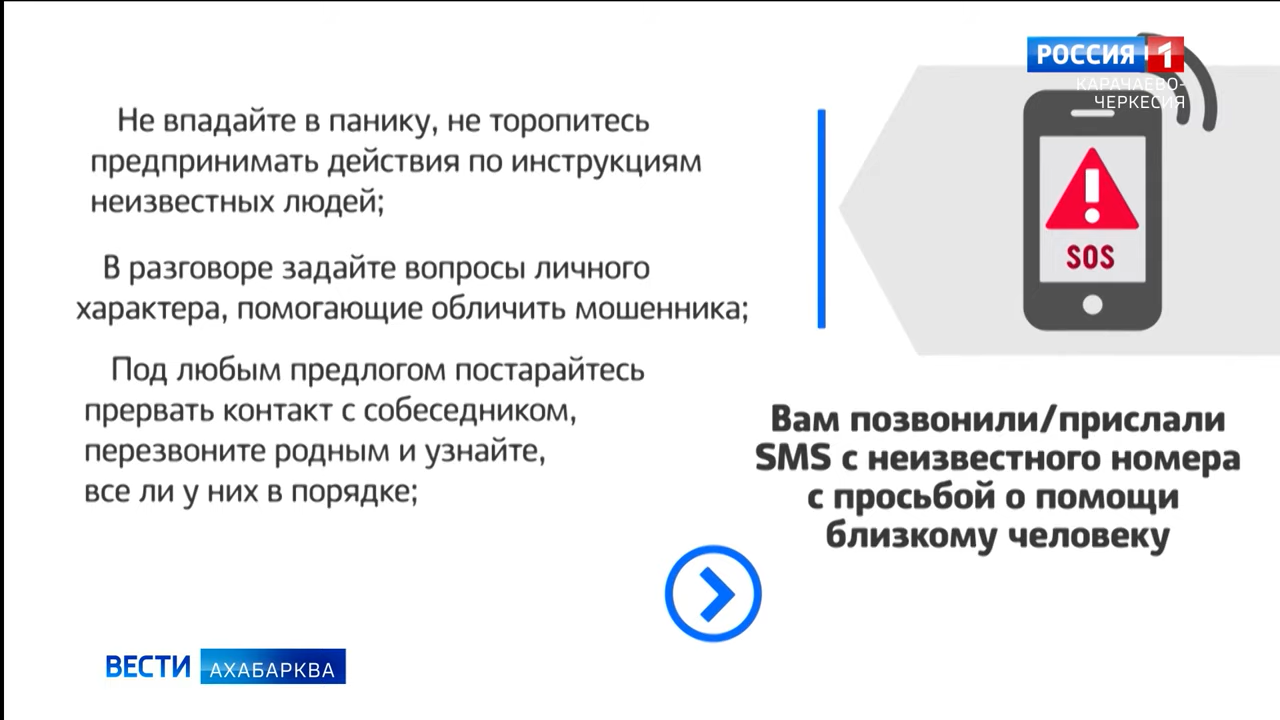 РОССИЯ 1
КАРАЧАЕВО-
ЧЕРКЕСИЯ
Не впадайте в панику, не торопитесь
предпринимать действия по инструкциям
неизвестных людей;
В разговоре задайте вопросы личного
характера, помогающие обличить мошенника;
Под любым предлогом постарайтесь
прервать контакт с собеседником,
перезвоните родным и узнайте,
все ли у них в порядке;
SOS
Вам позвонили/прислали
SMS с неизвестного номера
с просьбой о помощи
близкому человеку
ВЕСТИ АХАБАРКВА